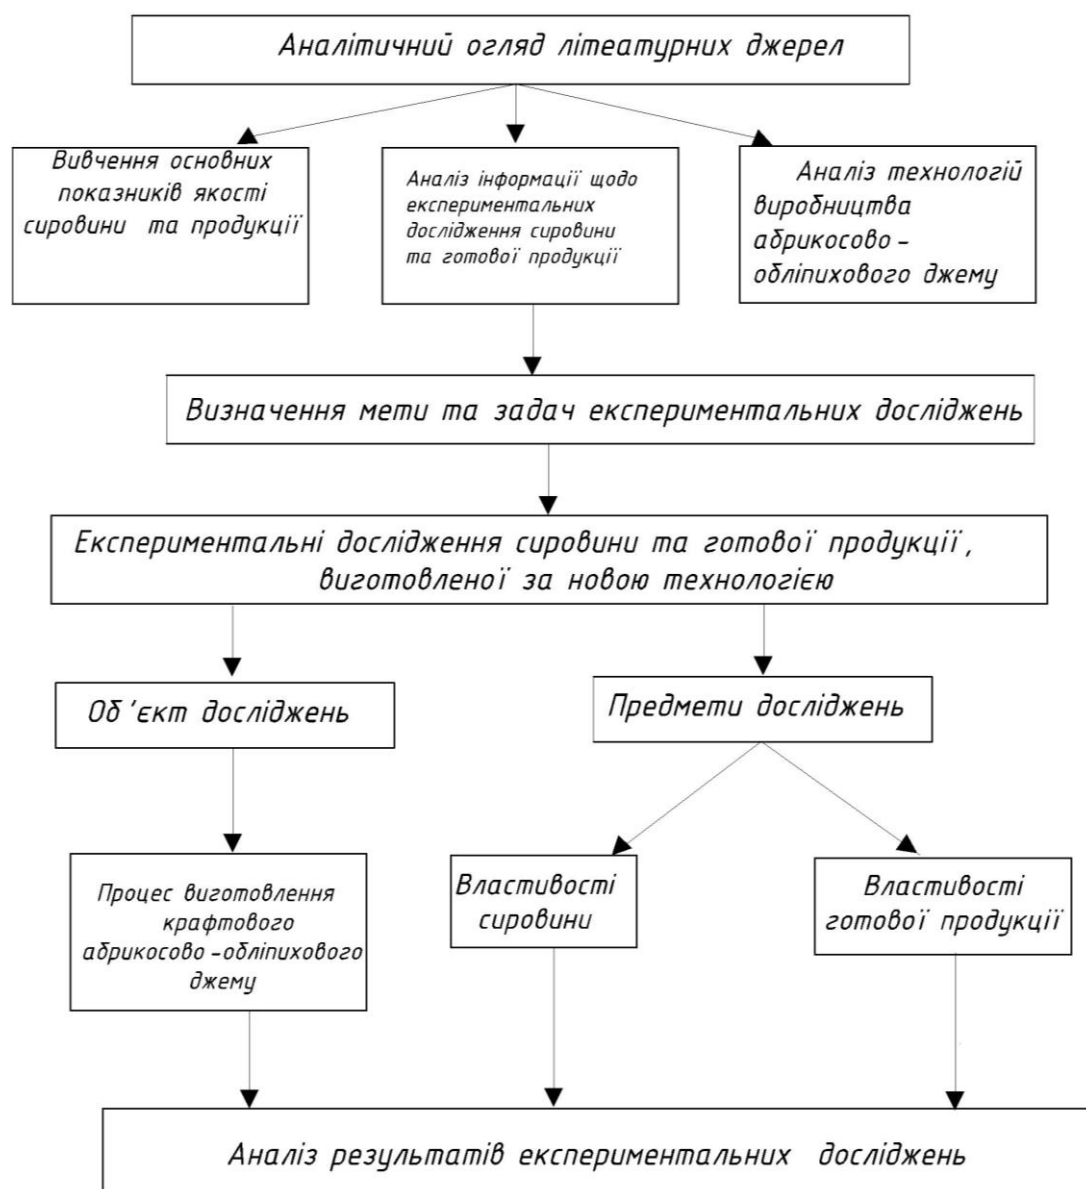 Аналітичний огляд літеатурних джерел
Вивчення основних
показників якості
сировини та продукції
Аналіз інформації щодо
експериментальних
дослідження сировини
та готової продукції
Аналіз технологій
виробництва
абрикосово -
обліпихового джему
Визначення мети та задач експериментальних досліджень
Експериментальні дослідження сировини та готової продукції,
виготовленої за новою технологією
Об'єкт досліджень
Предмети досліджень
Процес виготовлення
крафтового
абрикосово -обліпихового
джему
Властивості
сировини
Властивості
готової продукції
Аналіз результатів експериментальних досліджень